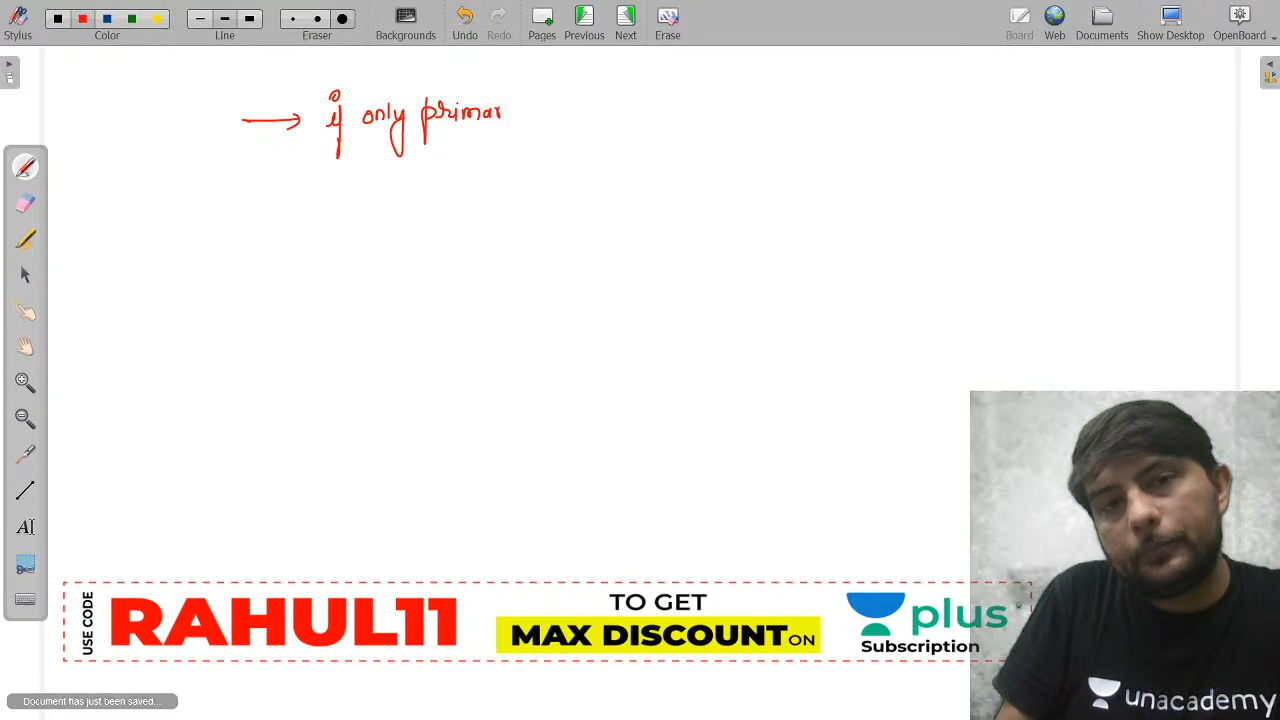 Stylus
Color
Line
Eraser
Backgrounds
Undo
Redo
Pages
Previous
Next
Erase
Board
Web
Documents
Show Desktop
OpenBoard
→ if only primar
USE CODE
RAHUL11
TO GET
MAX DISCOUNT ON
plus
Subscription
unacademy
Document has just been saved...